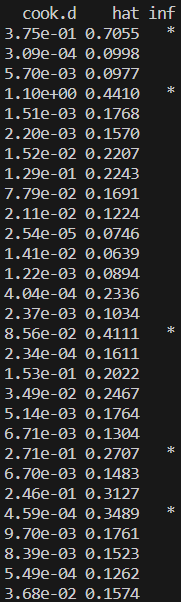 cook.d hat inf
3.75e-01 0.7055 *
3.09e-04 0.0998
5.70e-03 0.0977
1.10e+00 0.4410 *
1.51e-03 0.1768
2.20e-03 0.1570
1.52e-02 0.2207
1.29e-01 0.2243
7.79e-02 0.1691
2.11e-02 0.1224
2.54e-05 0.0746
1.41e-02 0.0639
1.22e-03 0.0894
4.04e-04 0.2336
2.37e-03 0.1034
8.56e-02 0.4111 *
2.34e-04 0.1611
1.53e-01 0.2022
3.49e-02 0.2467
5.14e-03 0.1764
6.71e-03 0.1304
2.71e-01 0.2707 *
6.70e-03 0.1483
2.46e-01 0.3127
4.59e-04 0.3489 *
9.70e-03 0.1761
8.39e-03 0.1523
5.49e-04 0.1262
3.68e-02 0.1574